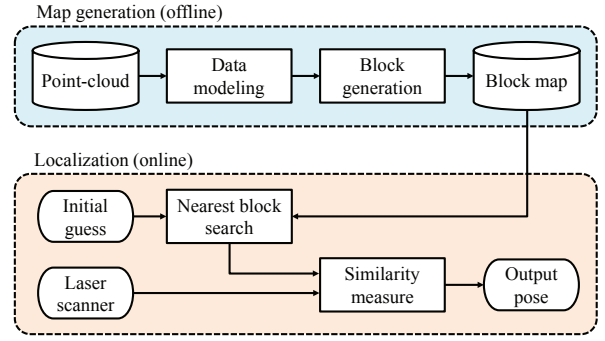 Map generation (offline)
Point-cloud
Data
modeling
Block
generation
Block map
Localization (online)
Initial
guess
Nearest block
search
Laser
scanner
Similarity
measure
Output
pose